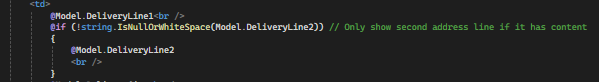 <td>
@Model.DeliveryLine1<br />
@if (!string.IsNullOrWhiteSpace(Model.DeliveryLine2)) // Only show second address line if it has content
{
@Model.DeliveryLine2
<br />
}